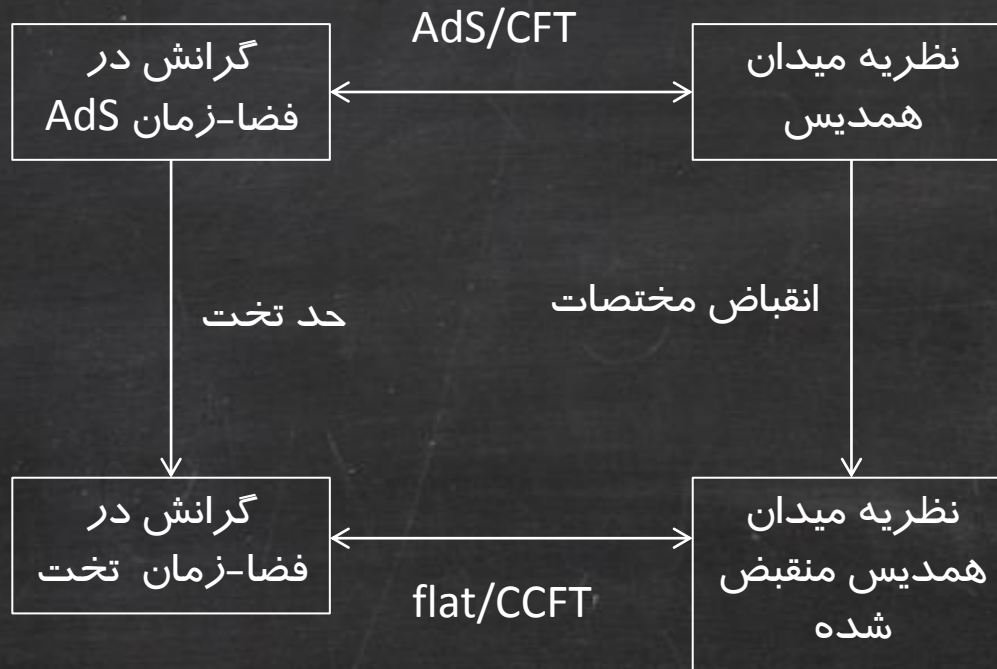 AdS/CFT
نظریه میدان
همدیس
گرانش در
فضا-زمان AdS
انقباض مختصات
حد تخت
نظریه میدان
همدیس منقبض
شده
گرانش در
فضا-زمان تخت
flat/CCFT